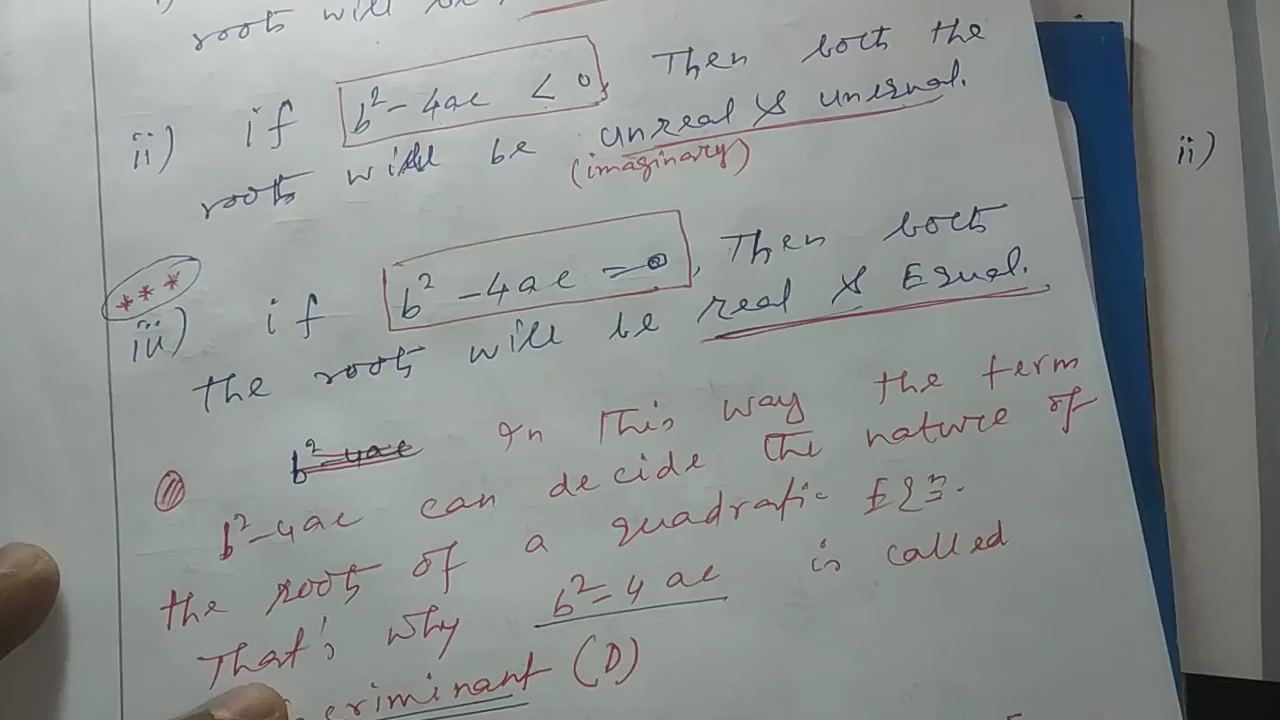 roots will be
ii) if b²-4ac < 0, Then both the
roots will be unreal & unequal.
(imaginary)
***
iii) if b²-4ac = 0, Then both
the roots will be real & Equal.
b²-4ac In This way the term
b²-4ac can decide the nature of
the roots of a quadratic Eqn.
That's why b²-4ac is called
criminant (D)
ii)